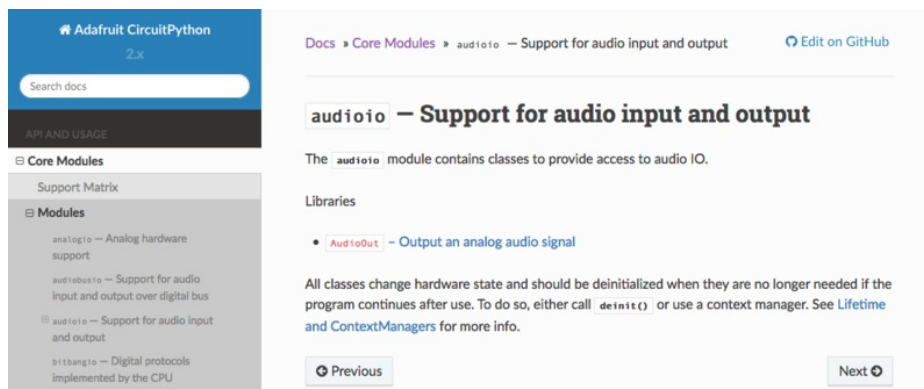 Adafruit CircuitPython
2.x
Search docs
API AND USAGE
Core Modules
Support Matrix
Modules
analogio — Analog hardware
support
audiobusio — Support for audio
input and output over digital bus
audioio — Support for audio input
and output
bitbangio — Digital protocols
implemented by the CPU
Docs » Core Modules » audioio — Support for audio input and output
Edit on GitHub
audioio — Support for audio input and output
The audioio module contains classes to provide access to audio IO.
Libraries
• AudioOut – Output an analog audio signal
All classes change hardware state and should be deinitialized when they are no longer needed if the
program continues after use. To do so, either call deinit() or use a context manager. See Lifetime
and ContextManagers for more info.
Previous
Next